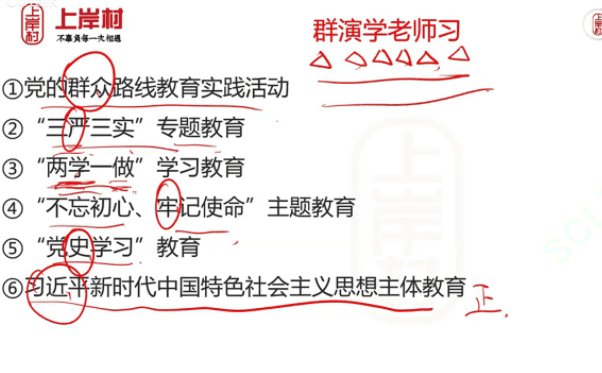 上岸村 上岸村
不辜负每一次相遇
群演学老师习
①党的群众路线教育实践活动
②“三严三实”专题教育
③“两学一做”学习教育
④“不忘初心、牢记使命”主题教育
⑤“党史学习”教育
⑥习近平新时代中国特色社会主义思想主体教育
正.
上岸村